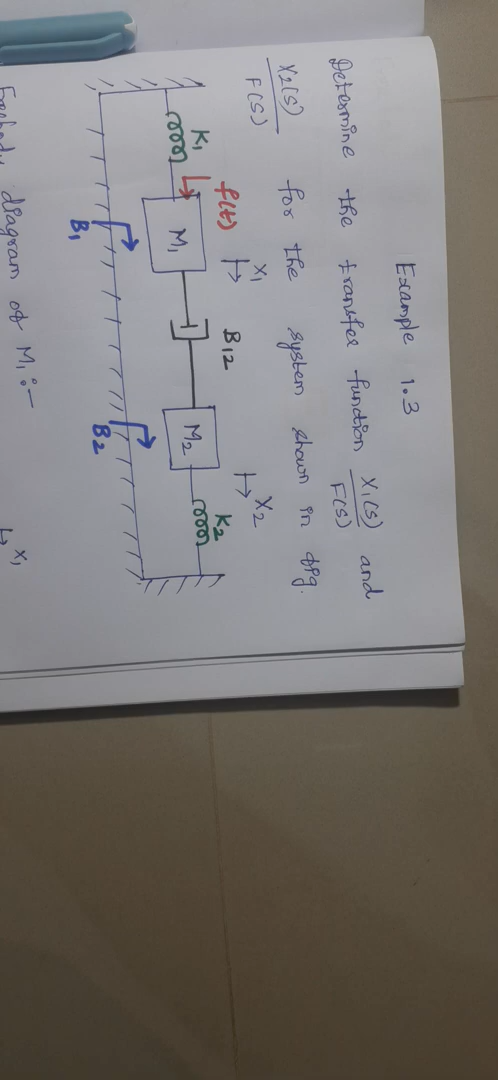 Example 1.3
Determine the transfer function X1(S)/F(S) and
X2(S)/F(S) for the system shown in fig.
K1
f(t)
X1
B12
X2
K2
M1
M2
B1
B2
Freebody diagram of M1 :-
X1